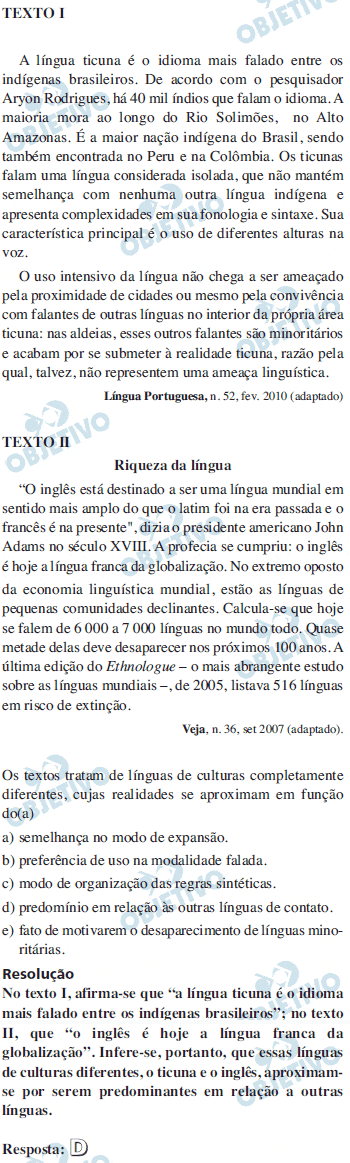 TEXTO I
A língua ticuna é o idioma mais falado entre os
indígenas brasileiros. De acordo com o pesquisador
Aryon Rodrigues, há 40 mil índios que falam o idioma. A
maioria mora ao longo do Rio Solimões, no Alto
Amazonas. É a maior nação indígena do Brasil, sendo
também encontrada no Peru e na Colômbia. Os ticunas
falam uma língua considerada isolada, que não mantém
semelhança com nenhuma outra língua indígena e
apresenta complexidades em sua fonologia e sintaxe. Sua
característica principal é o uso de diferentes alturas na
voz.
O uso intensivo da língua não chega a ser ameaçado
pela proximidade de cidades ou mesmo pela convivência
com falantes de outras línguas no interior da própria área
ticuna: nas aldeias, esses outros falantes são minoritários
e acabam por se submeter à realidade ticuna, razão pela
qual, talvez, não representem uma ameaça linguística.
Língua Portuguesa, n. 52, fev. 2010 (adaptado)
TEXTO II
Riqueza da língua
“O inglês está destinado a ser uma língua mundial em
sentido mais amplo do que o latim foi na era passada e o
francês é na presente", dizia o presidente americano John
Adams no século XVIII. A profecia se cumpriu: o inglês
é hoje a língua franca da globalização. No extremo oposto
da economia linguística mundial, estão as línguas de
pequenas comunidades declinantes. Calcula-se que hoje
se falem de 6 000 a 7 000 línguas no mundo todo. Quase
metade delas deve desaparecer nos próximos 100 anos. A
última edição do Ethnologue – o mais abrangente estudo
sobre as línguas mundiais –, de 2005, listava 516 línguas
em risco de extinção.
Veja, n. 36, set 2007 (adaptado).
Os textos tratam de línguas de culturas completamente
diferentes, cujas realidades se aproximam em função
do(a)
a) semelhança no modo de expansão.
b) preferência de uso na modalidade falada.
c) modo de organização das regras sintéticas.
d) predomínio em relação às outras línguas de contato.
e) fato de motivarem o desaparecimento de línguas mino-
ritárias.
Resolução
No texto I, afirma-se que “a língua ticuna é o idioma
mais falado entre os indígenas brasileiros”; no texto
II, que “o inglês é hoje a língua franca da
globalização”. Infere-se, portanto, que essas línguas
de culturas diferentes, o ticuna e o inglês, aproximam-
se por serem predominantes em relação a outras
línguas.
Resposta: D
OBJETIVO
OBJETIVO
OBJETIVO
OBJETIVO
OBJETIVO
OBJETIVO
OBJETIVO
OBJETIVO
OBJETIVO
OBJETIVO
OBJETIVO